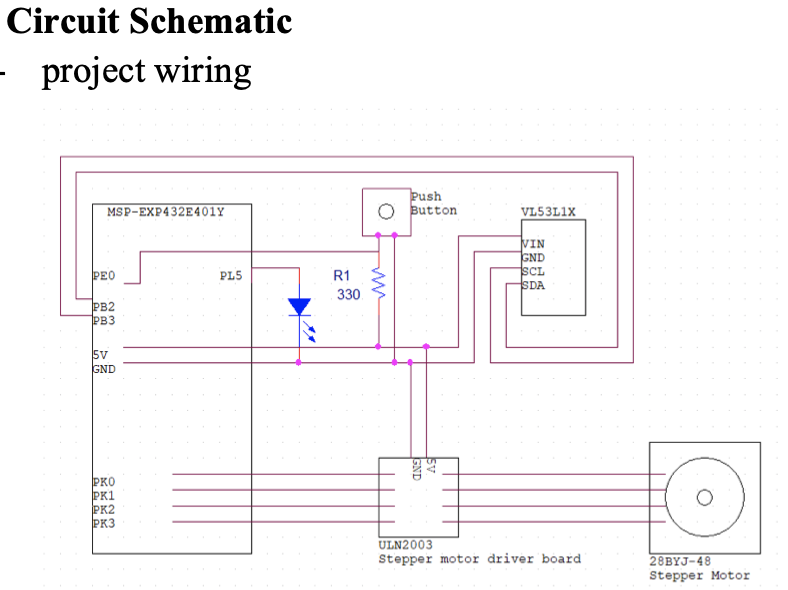 Circuit Schematic
- project wiring
MSP-EXP432E401Y
Push
Button
VL53L1X
VIN
GND
SCL
SDA
PE0
PL5
R1
330
PB2
PB3
5V
GND
GND
5V
PK0
PK1
PK2
PK3
ULN2003
Stepper motor driver board
28BYJ-48
Stepper Motor